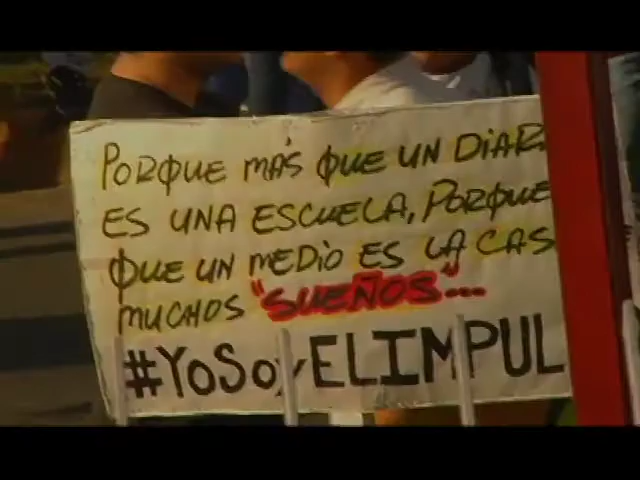 PORQUE MÁS QUE UN DIAR
ES UNA ESCUELA, PORQUE
QUE UN MEDIO ES LA CAS
MUCHOS "SUEÑOS"...
#YoSoyELIMPUL